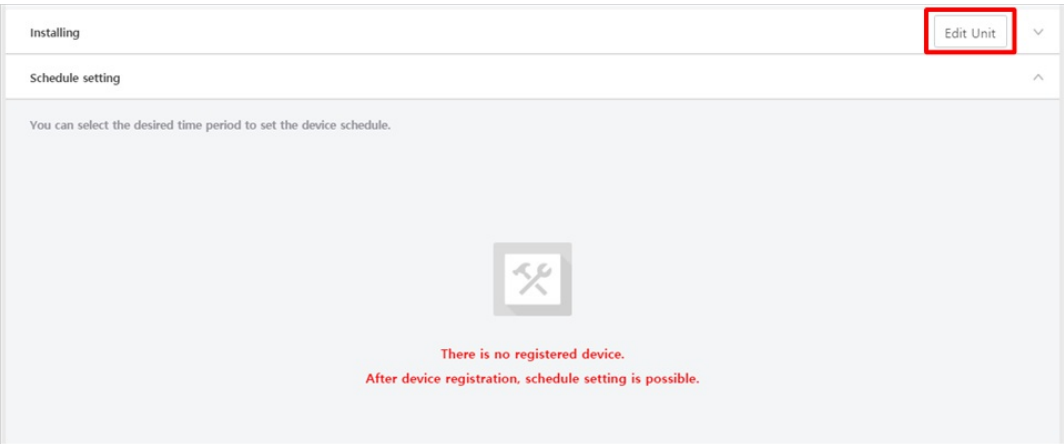 Installing
Edit Unit
Schedule setting
You can select the desired time period to set the device schedule.
There is no registered device.
After device registration, schedule setting is possible.